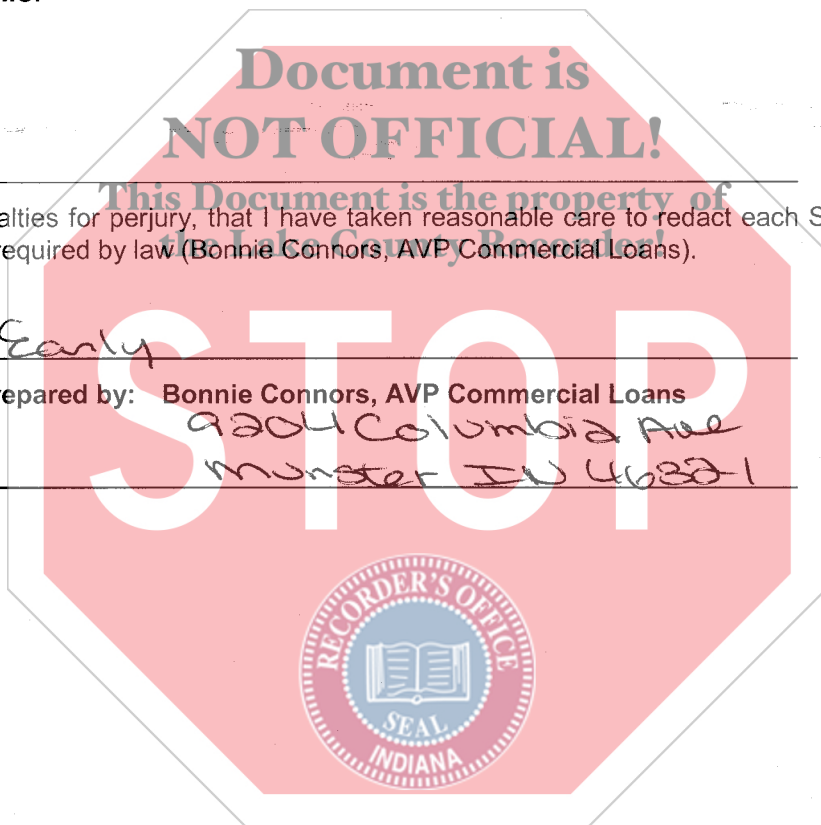 Document is
NOT OFFICIAL!
This Document is the property of
the Lake County Recorder!
alties for perjury, that I have taken reasonable care to redact each S
equired by law (Bonnie Connors, AVP Commercial Loans).
Early
epared by: Bonnie Connors, AVP Commercial Loans
9204 Columbia Ave
Munster IN 46321
STOP
RECORDER'S OFFICE
SEAL
INDIANA